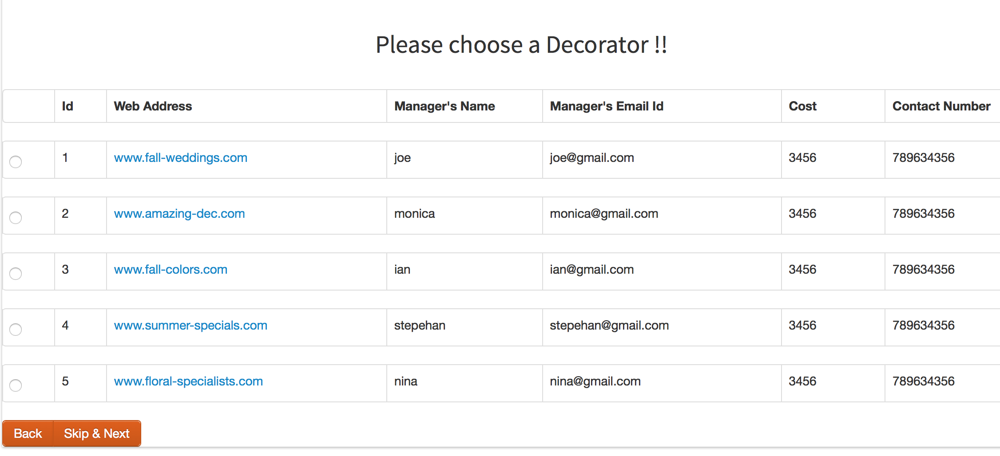 Please choose a Decorator !!
Id Web Address Manager's Name Manager's Email Id Cost Contact Number
1 www.fall-weddings.com joe joe@gmail.com 3456 789634356
2 www.amazing-dec.com monica monica@gmail.com 3456 789634356
3 www.fall-colors.com ian ian@gmail.com 3456 789634356
4 www.summer-specials.com stepehan stepehan@gmail.com 3456 789634356
5 www.floral-specialists.com nina nina@gmail.com 3456 789634356
Back Skip & Next